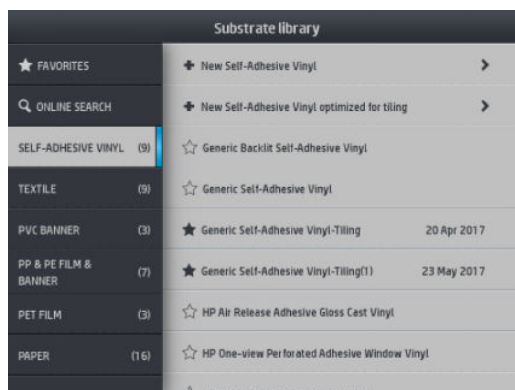 Substrate library
FAVORITES
ONLINE SEARCH
SELF-ADHESIVE VINYL (9)
TEXTILE (9)
PVC BANNER (3)
PP & PE FILM &
BANNER (7)
PET FILM (3)
PAPER (16)
New Self-Adhesive Vinyl
New Self-Adhesive Vinyl optimized for tiling
Generic Backlit Self-Adhesive Vinyl
Generic Self-Adhesive Vinyl
Generic Self-Adhesive Vinyl-Tiling 20 Apr 2017
Generic Self-Adhesive Vinyl-Tiling(1) 23 May 2017
HP Air Release Adhesive Gloss Cast Vinyl
HP One-view Perforated Adhesive Window Vinyl